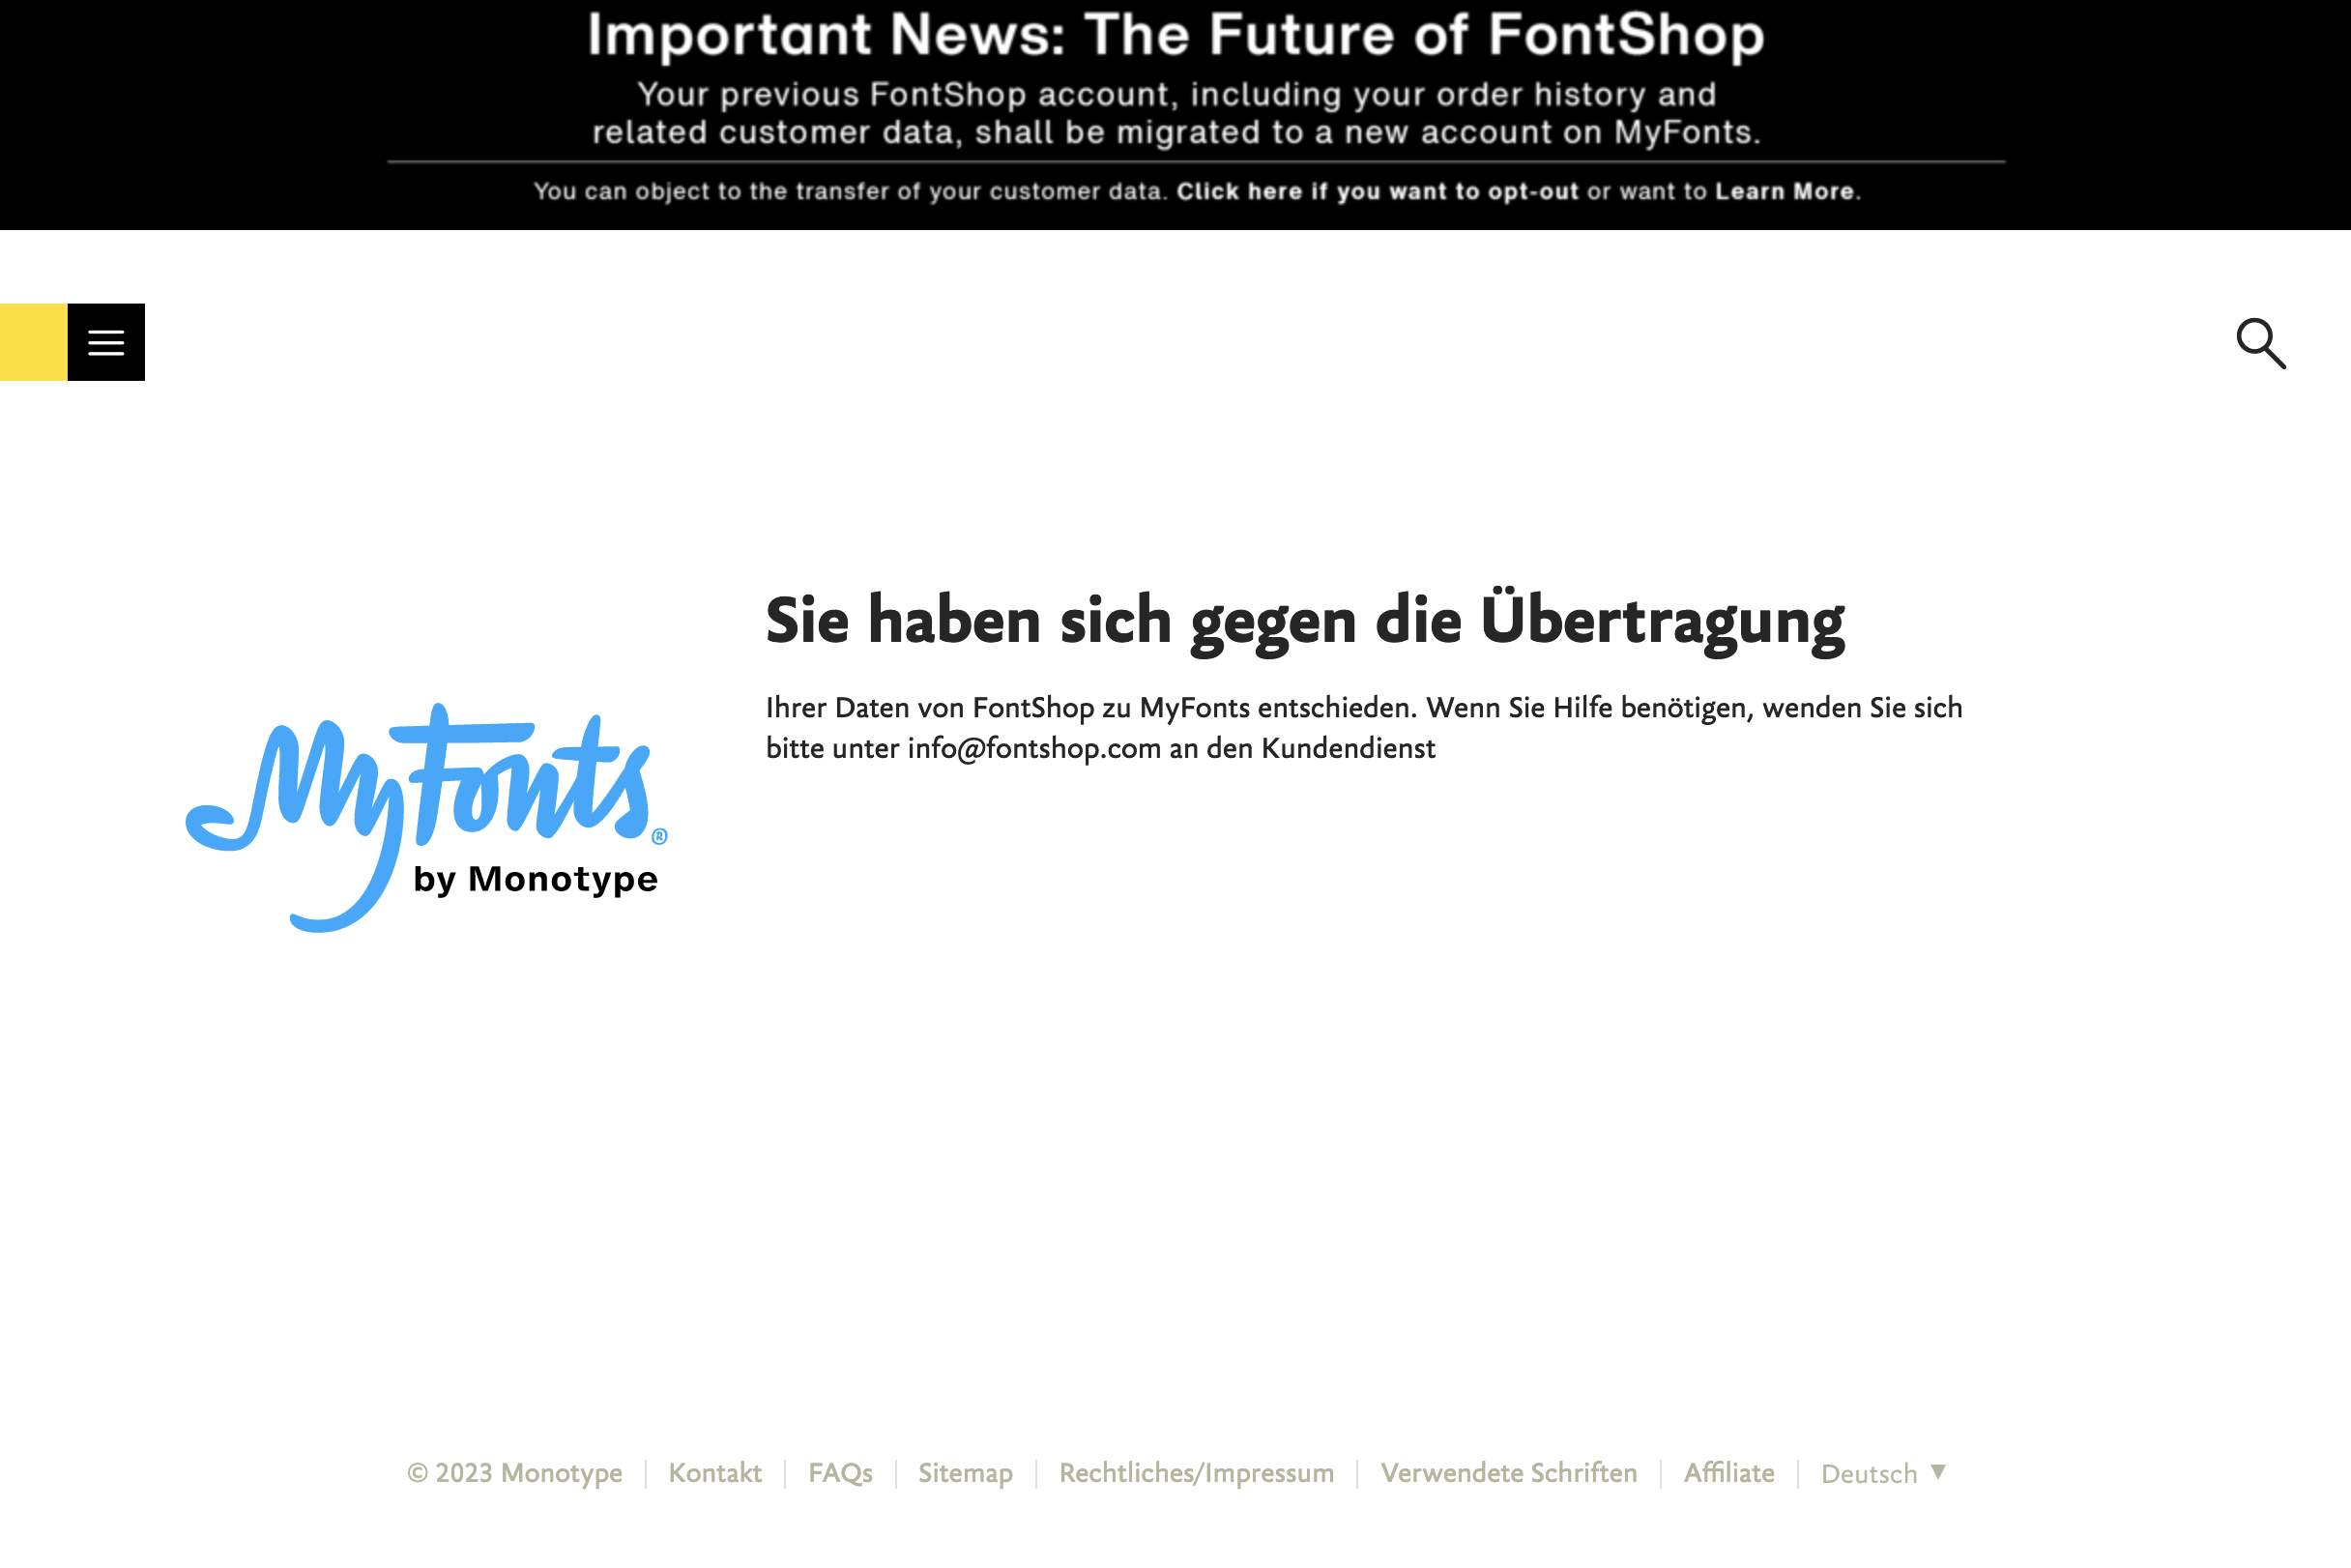 Important News: The Future of FontShop
Your previous FontShop account, including your order history and
related customer data, shall be migrated to a new account on MyFonts.
You can object to the transfer of your customer data. Click here if you want to opt-out or want to Learn More.
Sie haben sich gegen die Übertragung
Ihrer Daten von FontShop zu MyFonts entschieden. Wenn Sie Hilfe benötigen, wenden Sie sich
bitte unter info@fontshop.com an den Kundendienst
MyFonts®
by Monotype
© 2023 Monotype | Kontakt | FAQs | Sitemap | Rechtliches/Impressum | Verwendete Schriften | Affiliate | Deutsch ▼